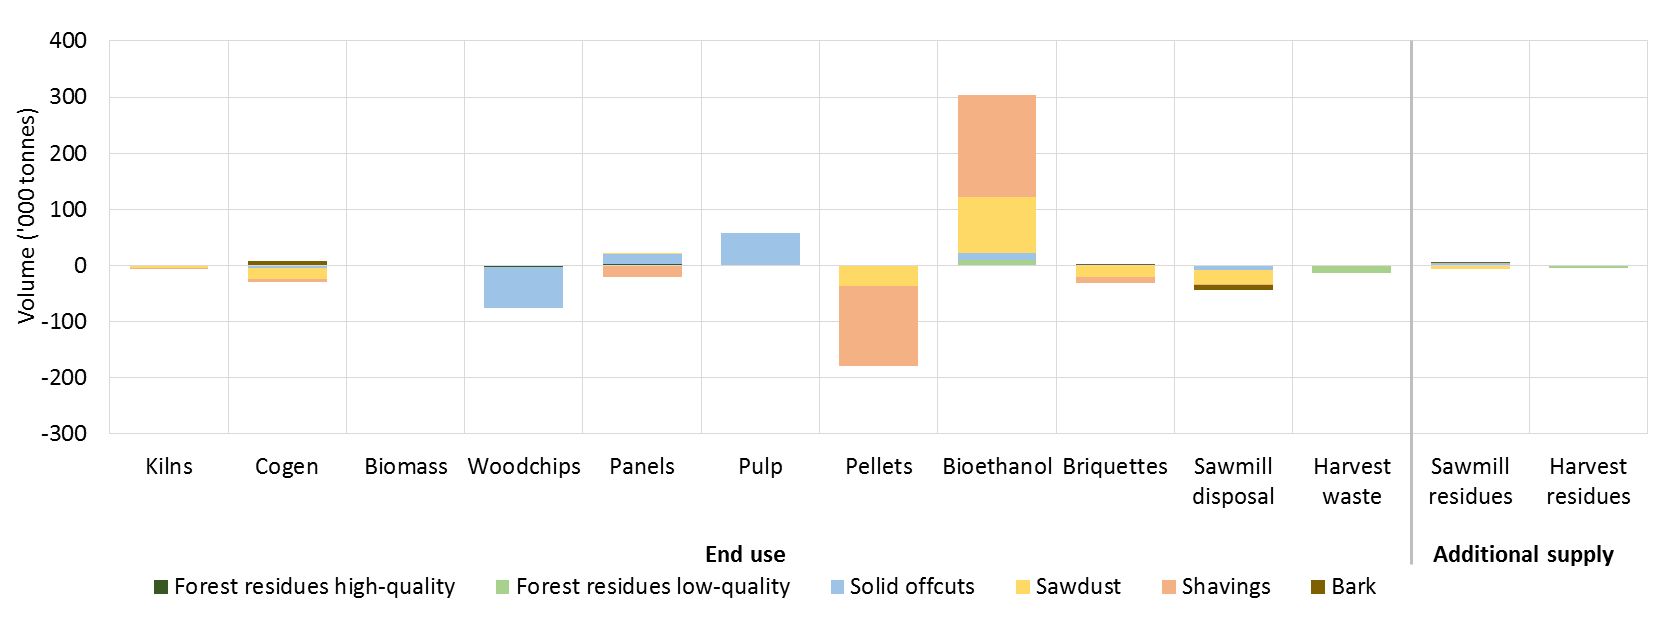 400
300
200
100
0
-100
-200
-300
Volume ('000 tonnes)
Kilns
Cogen
Biomass
Woodchips
Panels
Pulp
Pellets
Bioethanol
Briquettes
Sawmill
disposal
Harvest
waste
Sawmill
residues
Harvest
residues
End use
Additional supply
Forest residues high-quality
Forest residues low-quality
Solid offcuts
Sawdust
Shavings
Bark